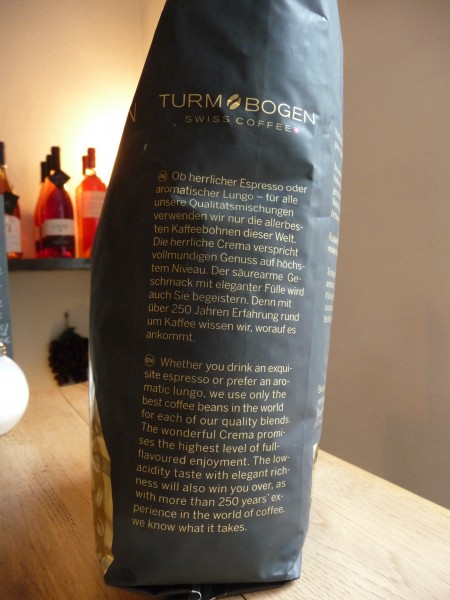 TURM BOGEN
SWISS COFFEE
DE Ob herrlicher Espresso oder
aromatischer Lungo – für alle
unsere Qualitätsmischungen
verwenden wir nur die allerbes-
ten Kaffeebohnen dieser Welt.
Die herrliche Crema verspricht
vollmundigen Genuss auf höchs-
tem Niveau. Der säurearme Ge-
schmack mit eleganter Fülle wird
auch Sie begeistern. Denn mit
über 250 Jahren Erfahrung rund
um Kaffee wissen wir, worauf es
ankommt.
EN Whether you drink an exqui-
site espresso or prefer an aro-
matic lungo, we use only the
best coffee beans in the world
for each of our quality blends.
The wonderful Crema promi-
ses the highest level of full-
flavoured enjoyment. The low-
acidity taste with elegant rich-
ness will also win you over, as
with more than 250 years' ex-
perience in the world of coffee,
we know what it takes.